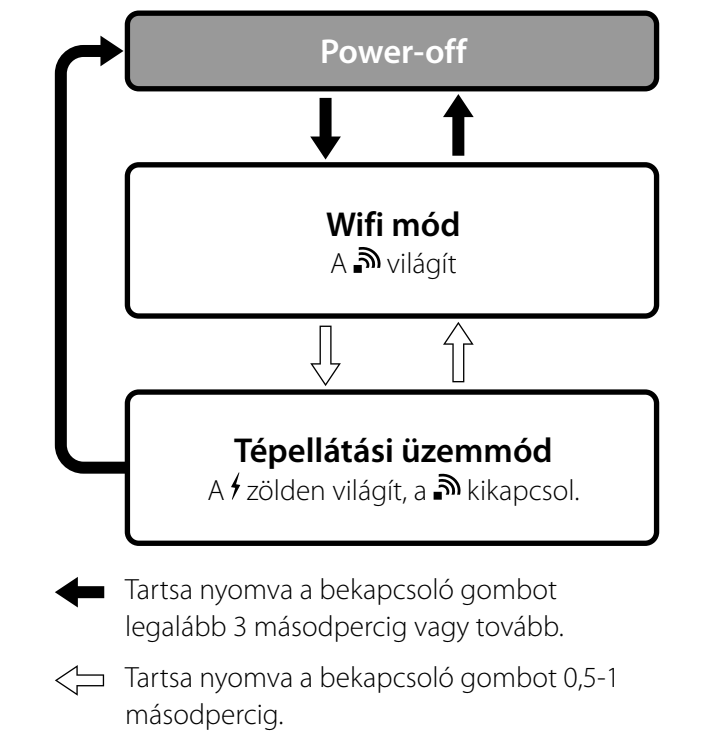 Power-off
Wifi mód
A világít
Tépellátási üzemmód
A zölden világít, a kikapcsol.
Tartsa nyomva a bekapcsoló gombot
legalább 3 másodpercig vagy tovább.
Tartsa nyomva a bekapcsoló gombot 0,5-1
másodpercig.